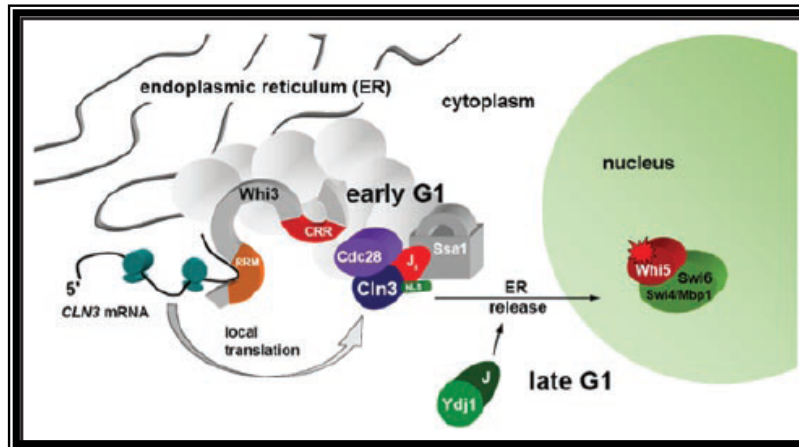 endoplasmic reticulum (ER)
cytoplasm
nucleus
Whi3
early G1
CRR
RRM
Cdc28
J
Ssa1
Cln3
NLS
5'
CLN3 mRNA
local
translation
ER
release
Whi5
Swi6
Swi4/Mbp1
J
Ydj1
late G1